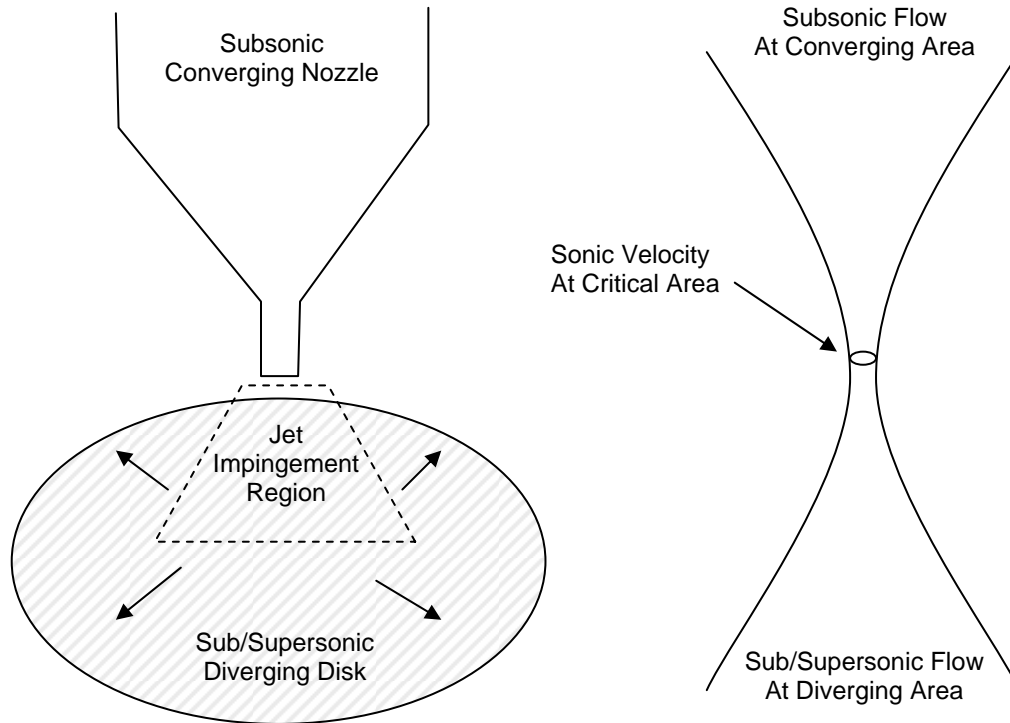 Subsonic
Converging Nozzle
Jet
Impingement
Region
Sub/Supersonic
Diverging Disk
Subsonic Flow
At Converging Area
Sonic Velocity
At Critical Area
Sub/Supersonic Flow
At Diverging Area